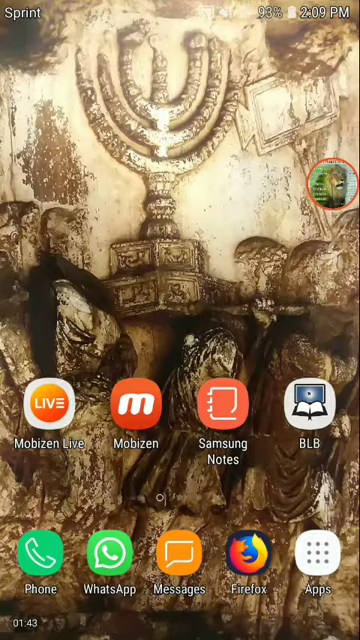 Sprint
93%
2:09 PM
LIVE
m
Mobizen Live
Mobizen
Samsung
Notes
BLB
Phone
WhatsApp
Messages
Firefox
Apps
01:43